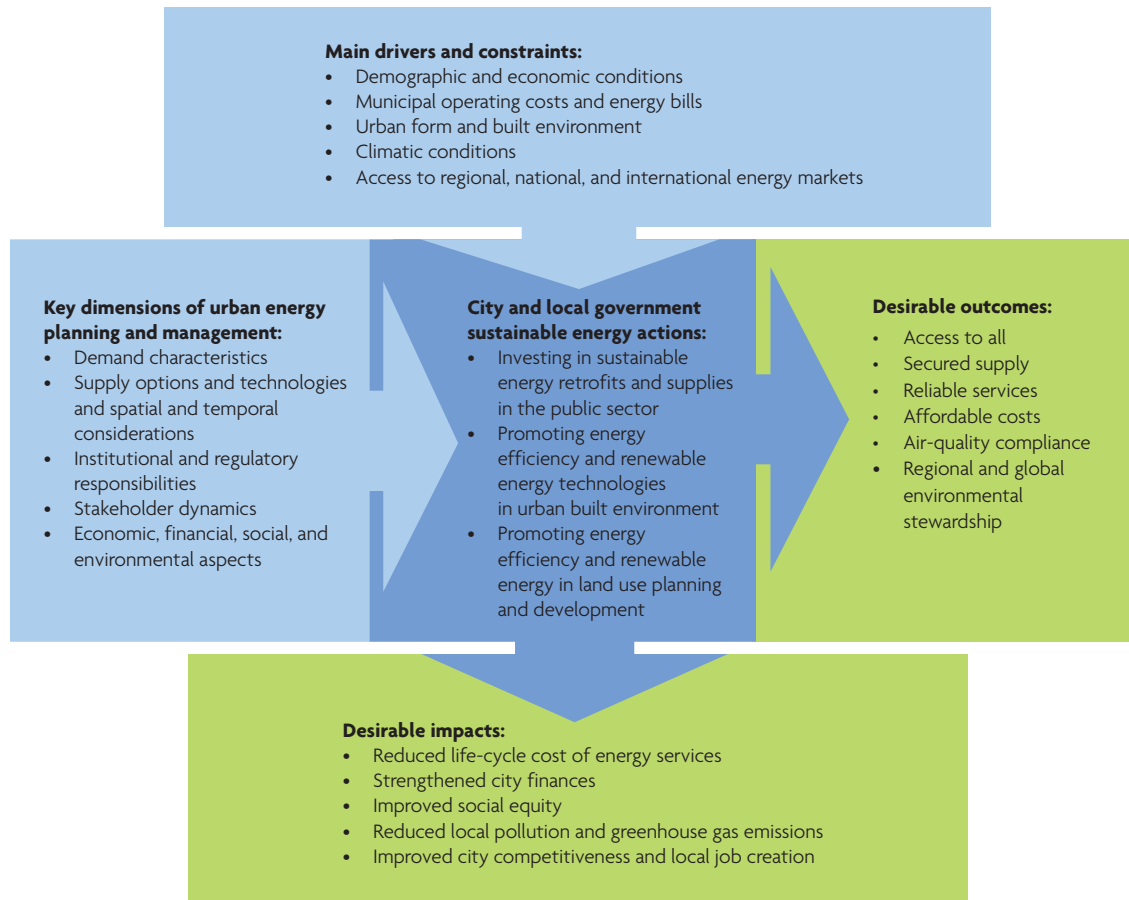 Main drivers and constraints:
• Demographic and economic conditions
• Municipal operating costs and energy bills
• Urban form and built environment
• Climatic conditions
• Access to regional, national, and international energy markets
Key dimensions of urban energy
planning and management:
• Demand characteristics
• Supply options and technologies
and spatial and temporal
considerations
• Institutional and regulatory
responsibilities
• Stakeholder dynamics
• Economic, financial, social, and
environmental aspects
City and local government
sustainable energy actions:
• Investing in sustainable
energy retrofits and supplies
in the public sector
• Promoting energy
efficiency and renewable
energy technologies
in urban built environment
• Promoting energy
efficiency and renewable
energy in land use planning
and development
Desirable outcomes:
• Access to all
• Secured supply
• Reliable services
• Affordable costs
• Air-quality compliance
• Regional and global
environmental
stewardship
Desirable impacts:
• Reduced life-cycle cost of energy services
• Strengthened city finances
• Improved social equity
• Reduced local pollution and greenhouse gas emissions
• Improved city competitiveness and local job creation